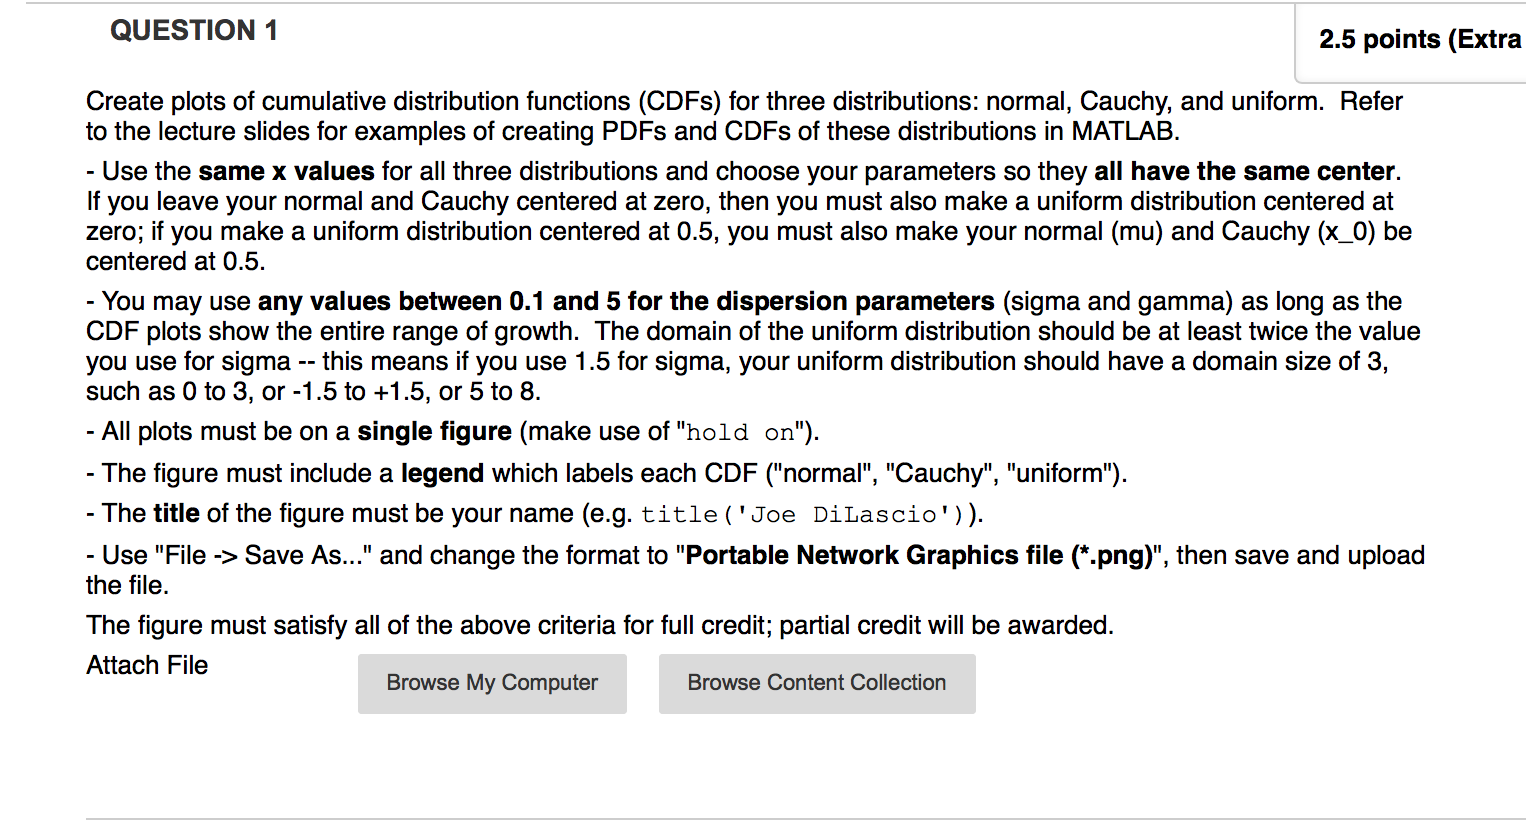 QUESTION 1
2.5 points (Extra
Create plots of cumulative distribution functions (CDFs) for three distributions: normal, Cauchy, and uniform. Refer
to the lecture slides for examples of creating PDFs and CDFs of these distributions in MATLAB.
- Use the same x values for all three distributions and choose your parameters so they all have the same center.
If you leave your normal and Cauchy centered at zero, then you must also make a uniform distribution centered at
zero; if you make a uniform distribution centered at 0.5, you must also make your normal (mu) and Cauchy (x_0) be
centered at 0.5.
- You may use any values between 0.1 and 5 for the dispersion parameters (sigma and gamma) as long as the
CDF plots show the entire range of growth. The domain of the uniform distribution should be at least twice the value
you use for sigma -- this means if you use 1.5 for sigma, your uniform distribution should have a domain size of 3,
such as 0 to 3, or -1.5 to +1.5, or 5 to 8.
- All plots must be on a single figure (make use of "hold on").
- The figure must include a legend which labels each CDF ("normal", "Cauchy", "uniform").
- The title of the figure must be your name (e.g. title('Joe DiLascio')).
- Use "File -> Save As..." and change the format to "Portable Network Graphics file (*.png)", then save and upload
the file.
The figure must satisfy all of the above criteria for full credit; partial credit will be awarded.
Attach File
Browse My Computer
Browse Content Collection